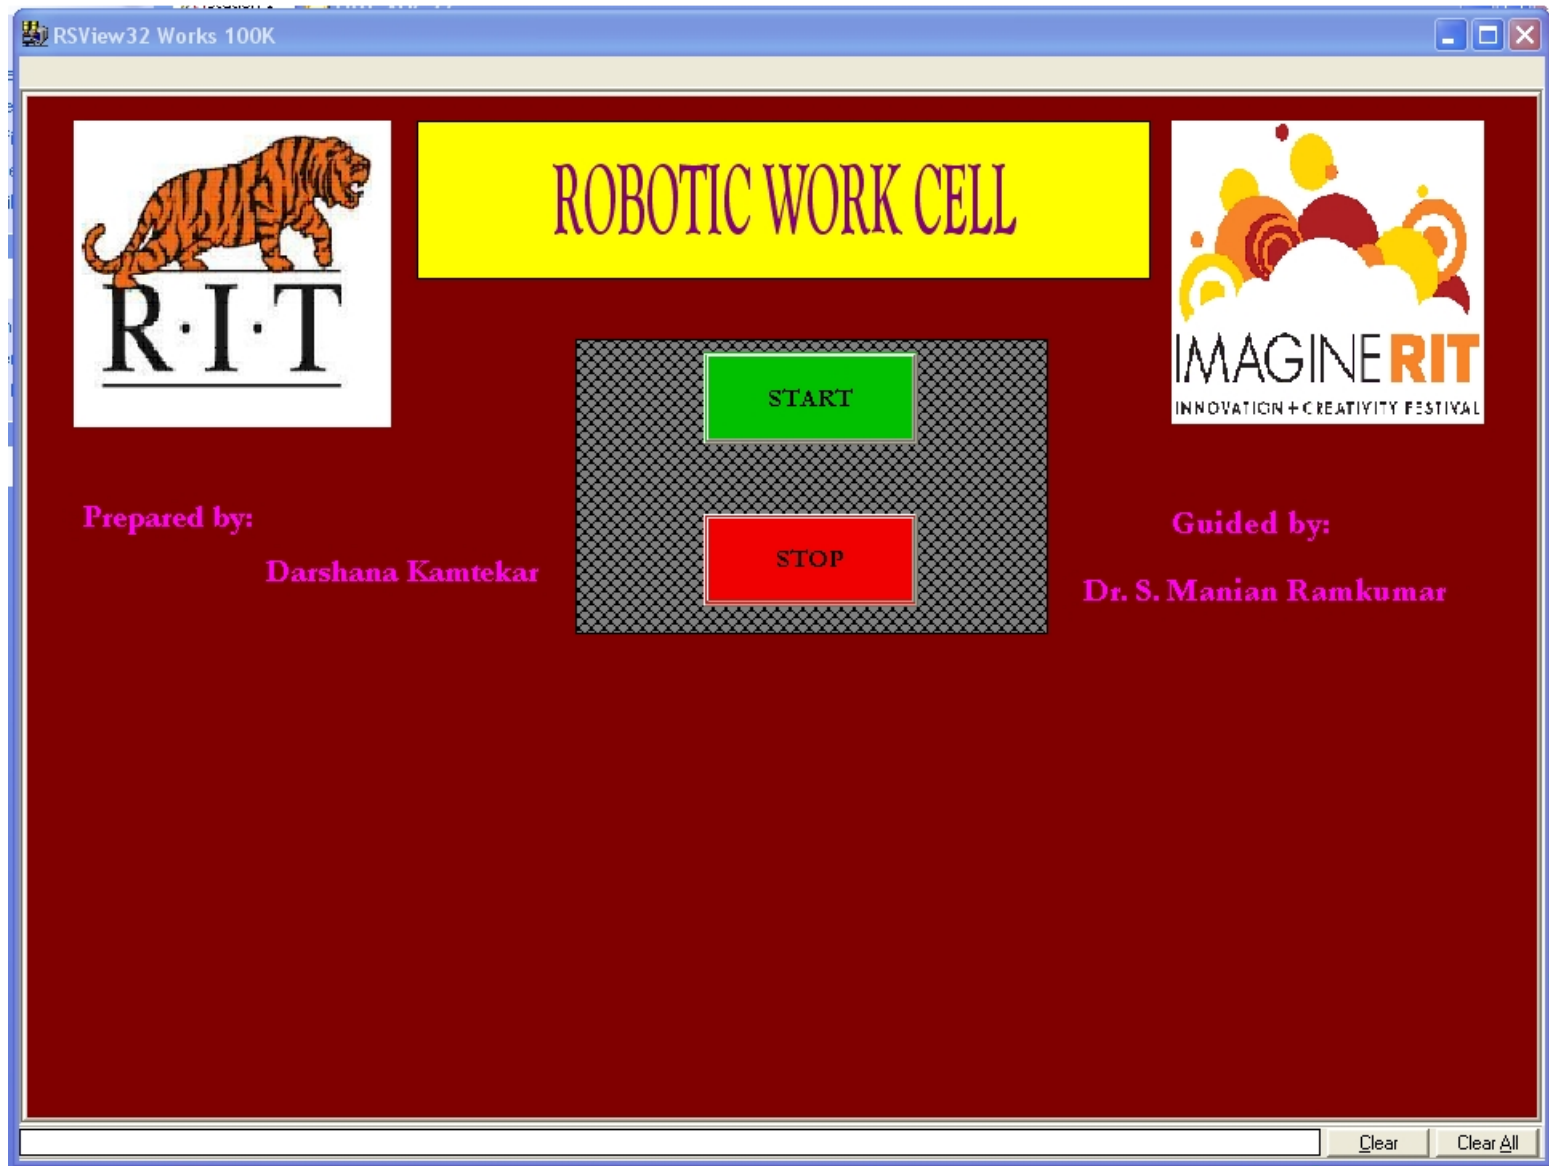 RSView32 Works 100K
R·I·T
ROBOTIC WORK CELL
IMAGINE RIT
INNOVATION + CREATIVITY FESTIVAL
START
STOP
Prepared by:
Darshana Kamtekar
Guided by:
Dr. S. Manian Ramkumar
Clear
Clear All